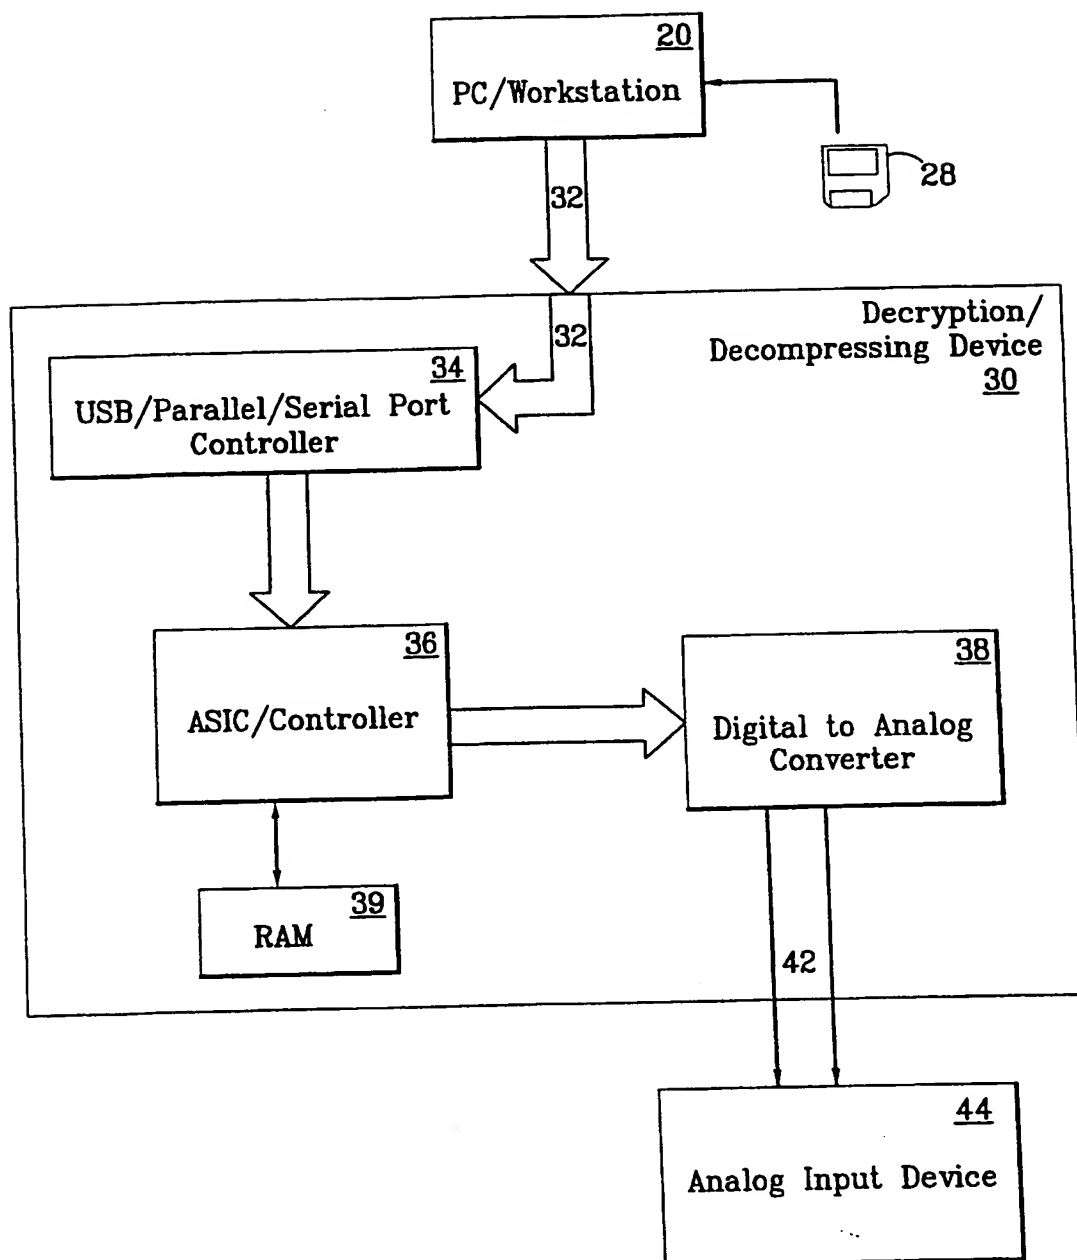 20
PC/Workstation
28
32
32
Decryption/
Decompressing Device
30
34
USB/Parallel/Serial Port
Controller
36
ASIC/Controller
38
Digital to Analog
Converter
39
RAM
42
44
Analog Input Device